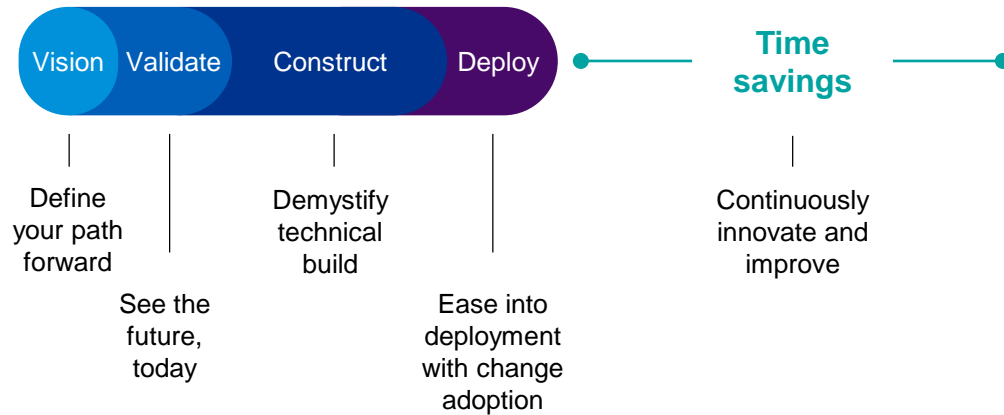 Vision
Validate
Construct
Deploy
Time
savings
Define
your path
forward
See the
future,
today
Demystify
technical
build
Ease into
deployment
with change
adoption
Continuously
innovate and
improve